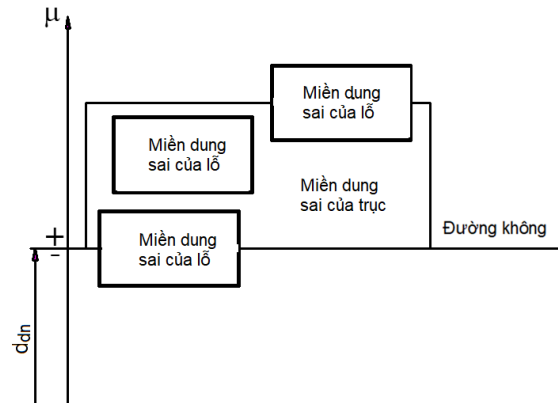 μ
Miền dung
sai của lỗ
Miền dung
sai của lỗ
Miền dung
sai của trục
Miền dung
sai của lỗ
Đường không
+
-
d dn